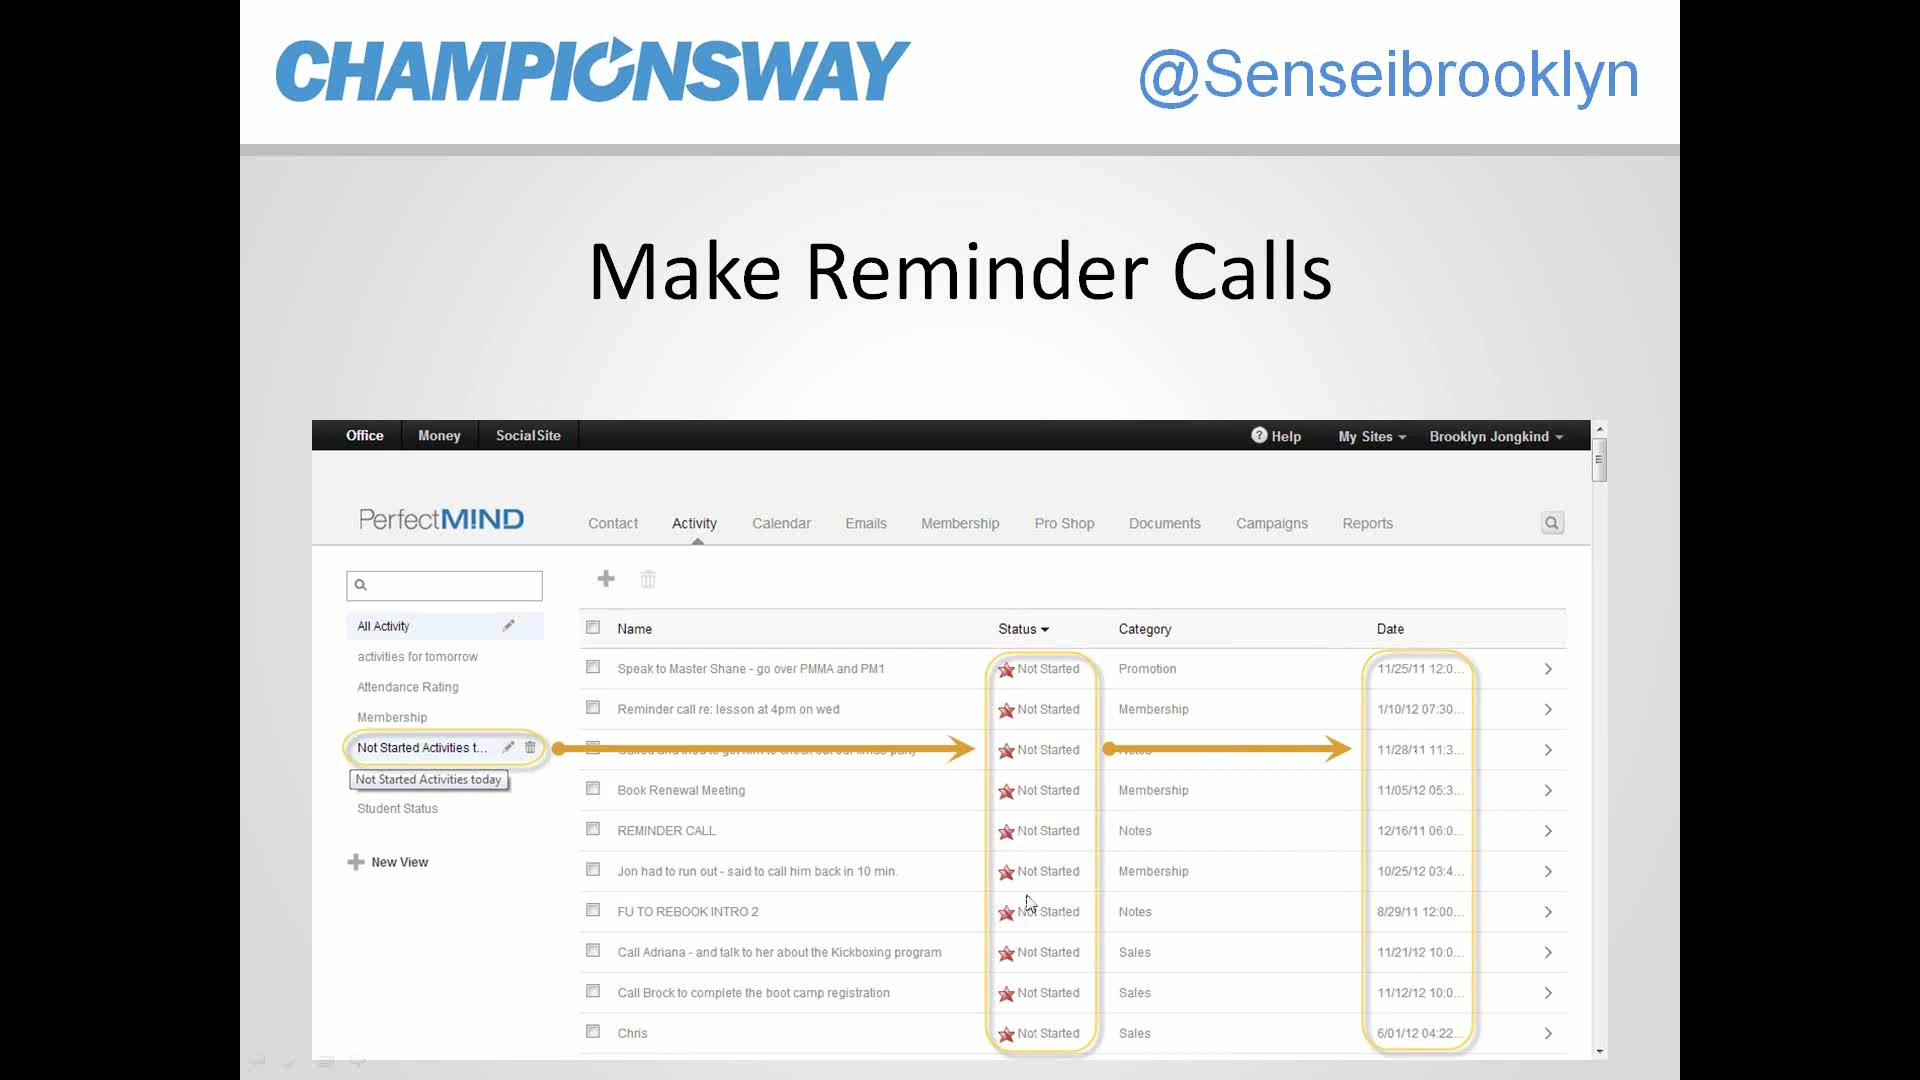 CHAMPIONSWAY @Senseibrooklyn
Make Reminder Calls
Office Money SocialSite Help My Sites Brooklyn Jongkind
PerfectMIND Contact Activity Calendar Emails Membership Pro Shop Documents Campaigns Reports
All Activity
activities for tomorrow
Attendance Rating
Membership
Not Started Activities t...
Not Started Activities today
Student Status
New View
Name Status Category Date
Speak to Master Shane - go over PMMA and PM1 Not Started Promotion 11/25/11 12:0...
Reminder call re: lesson at 4pm on wed Not Started Membership 1/10/12 07:30...
Not Started 11/28/11 11:3...
Book Renewal Meeting Not Started Membership 11/05/12 05:3...
REMINDER CALL Not Started Notes 12/16/11 06:0...
Jon had to run out - said to call him back in 10 min. Not Started Membership 10/25/12 03:4...
FU TO REBOOK INTRO 2 Not Started Notes 8/29/11 12:00...
Call Adriana - and talk to her about the Kickboxing program Not Started Sales 11/21/12 10:0...
Call Brock to complete the boot camp registration Not Started Sales 11/12/12 10:0...
Chris Not Started Sales 6/01/12 04:22...